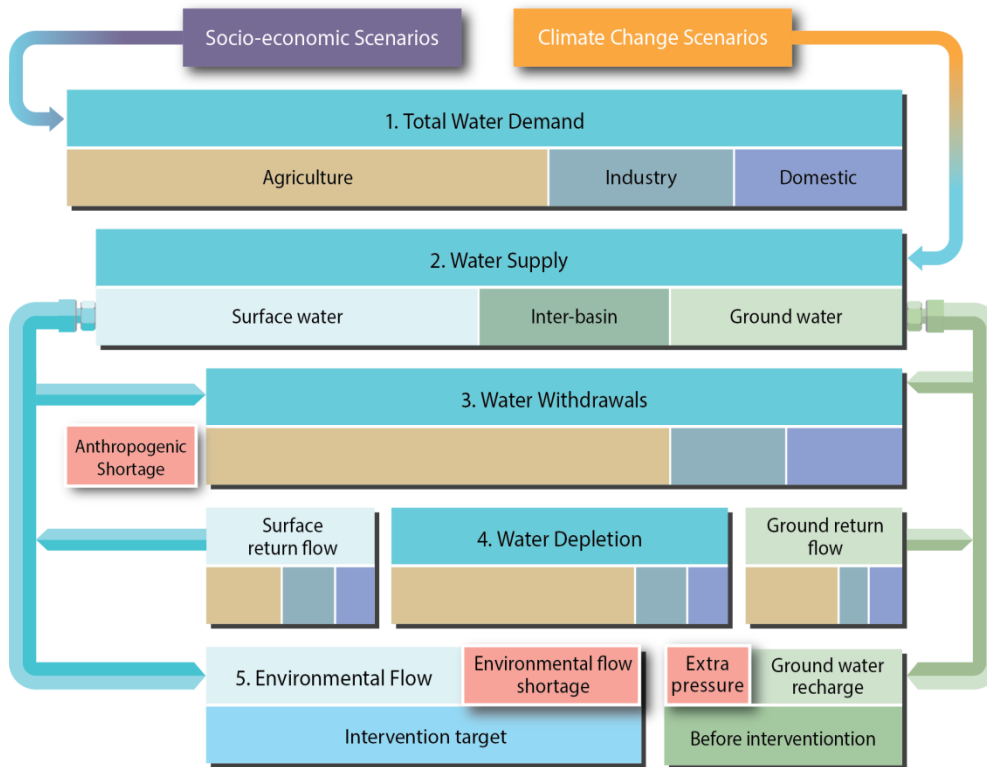 Socio-economic Scenarios
Climate Change Scenarios
1. Total Water Demand
Agriculture
Industry
Domestic
2. Water Supply
Surface water
Inter-basin
Ground water
3. Water Withdrawals
Anthropogenic
Shortage
Surface
return flow
4. Water Depletion
Ground return
flow
5. Environmental Flow
Environmental flow
shortage
Extra
pressure
Ground water
recharge
Intervention target
Before interventiontion